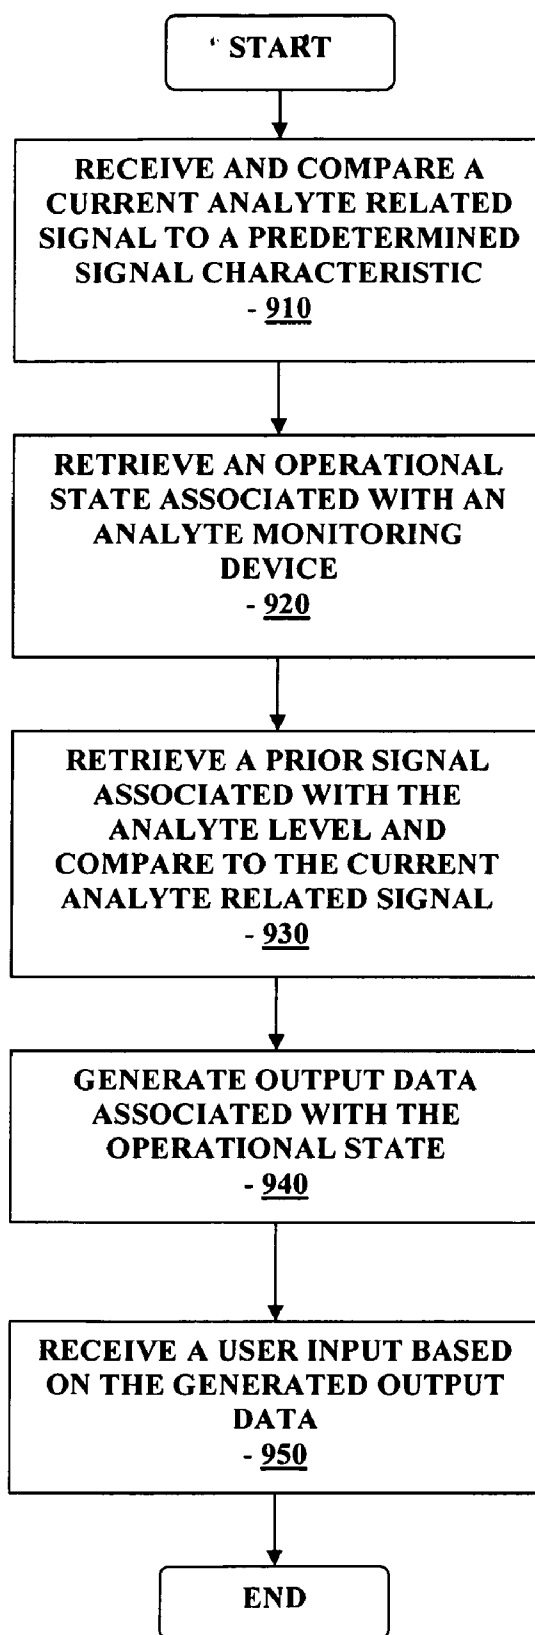 START
RECEIVE AND COMPARE A
CURRENT ANALYTE RELATED
SIGNAL TO A PREDETERMINED
SIGNAL CHARACTERISTIC
- 910
RETRIEVE AN OPERATIONAL
STATE ASSOCIATED WITH AN
ANALYTE MONITORING
DEVICE
- 920
RETRIEVE A PRIOR SIGNAL
ASSOCIATED WITH THE
ANALYTE LEVEL AND
COMPARE TO THE CURRENT
ANALYTE RELATED SIGNAL
- 930
GENERATE OUTPUT DATA
ASSOCIATED WITH THE
OPERATIONAL STATE
- 940
RECEIVE A USER INPUT BASED
ON THE GENERATED OUTPUT
DATA
- 950
END